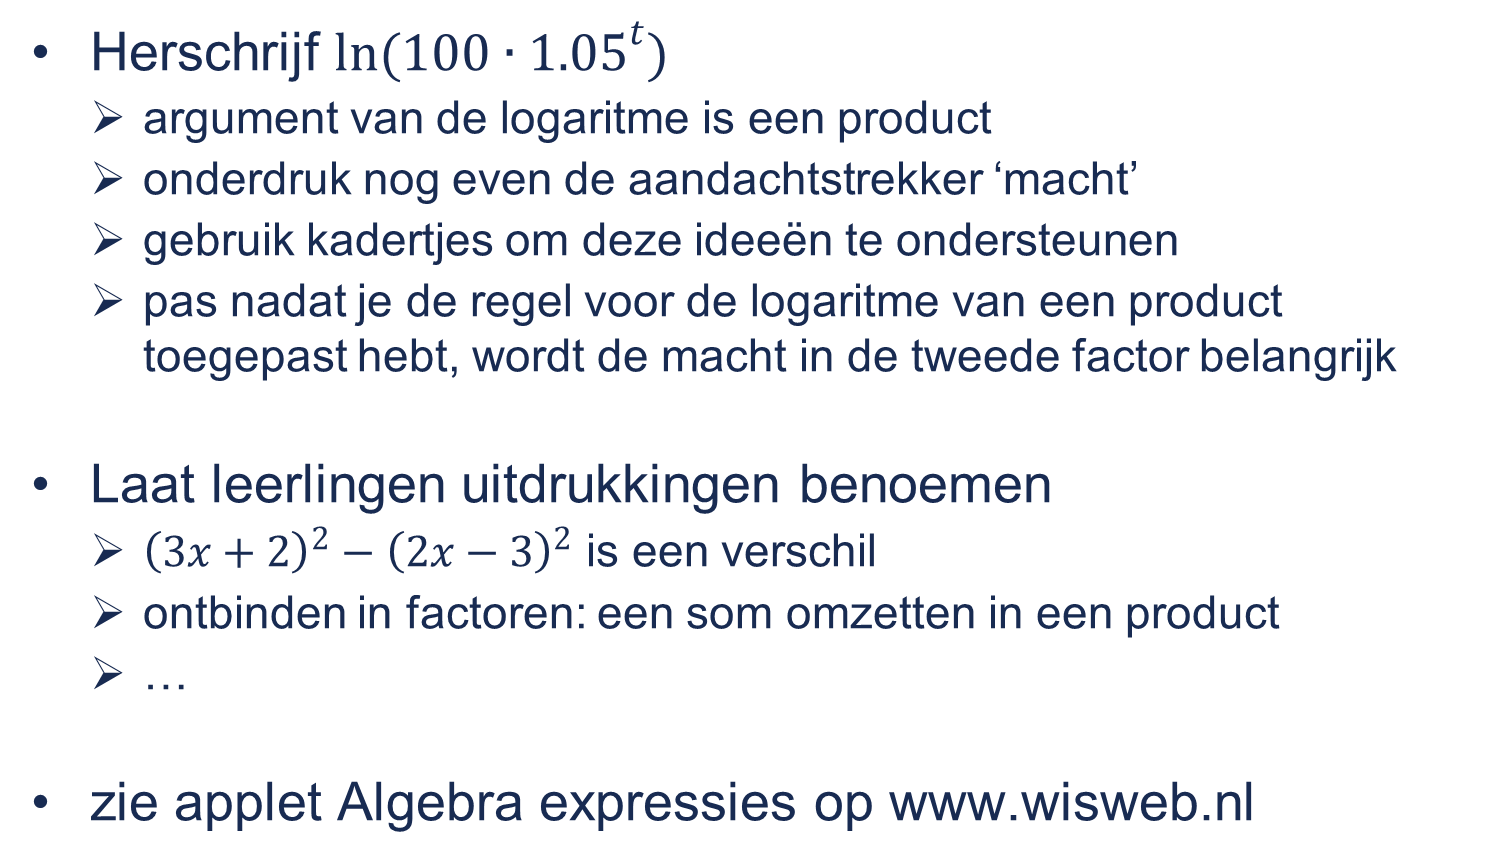 • Herschrijf ln(100 · 1.05^t)
➢ argument van de logaritme is een product
➢ onderdruk nog even de aandachtstrekker ‘macht’
➢ gebruik kadertjes om deze ideeën te ondersteunen
➢ pas nadat je de regel voor de logaritme van een product
toegepast hebt, wordt de macht in de tweede factor belangrijk
• Laat leerlingen uitdrukkingen benoemen
➢ (3x + 2)² − (2x − 3)² is een verschil
➢ ontbinden in factoren: een som omzetten in een product
➢ …
• zie applet Algebra expressies op www.wisweb.nl